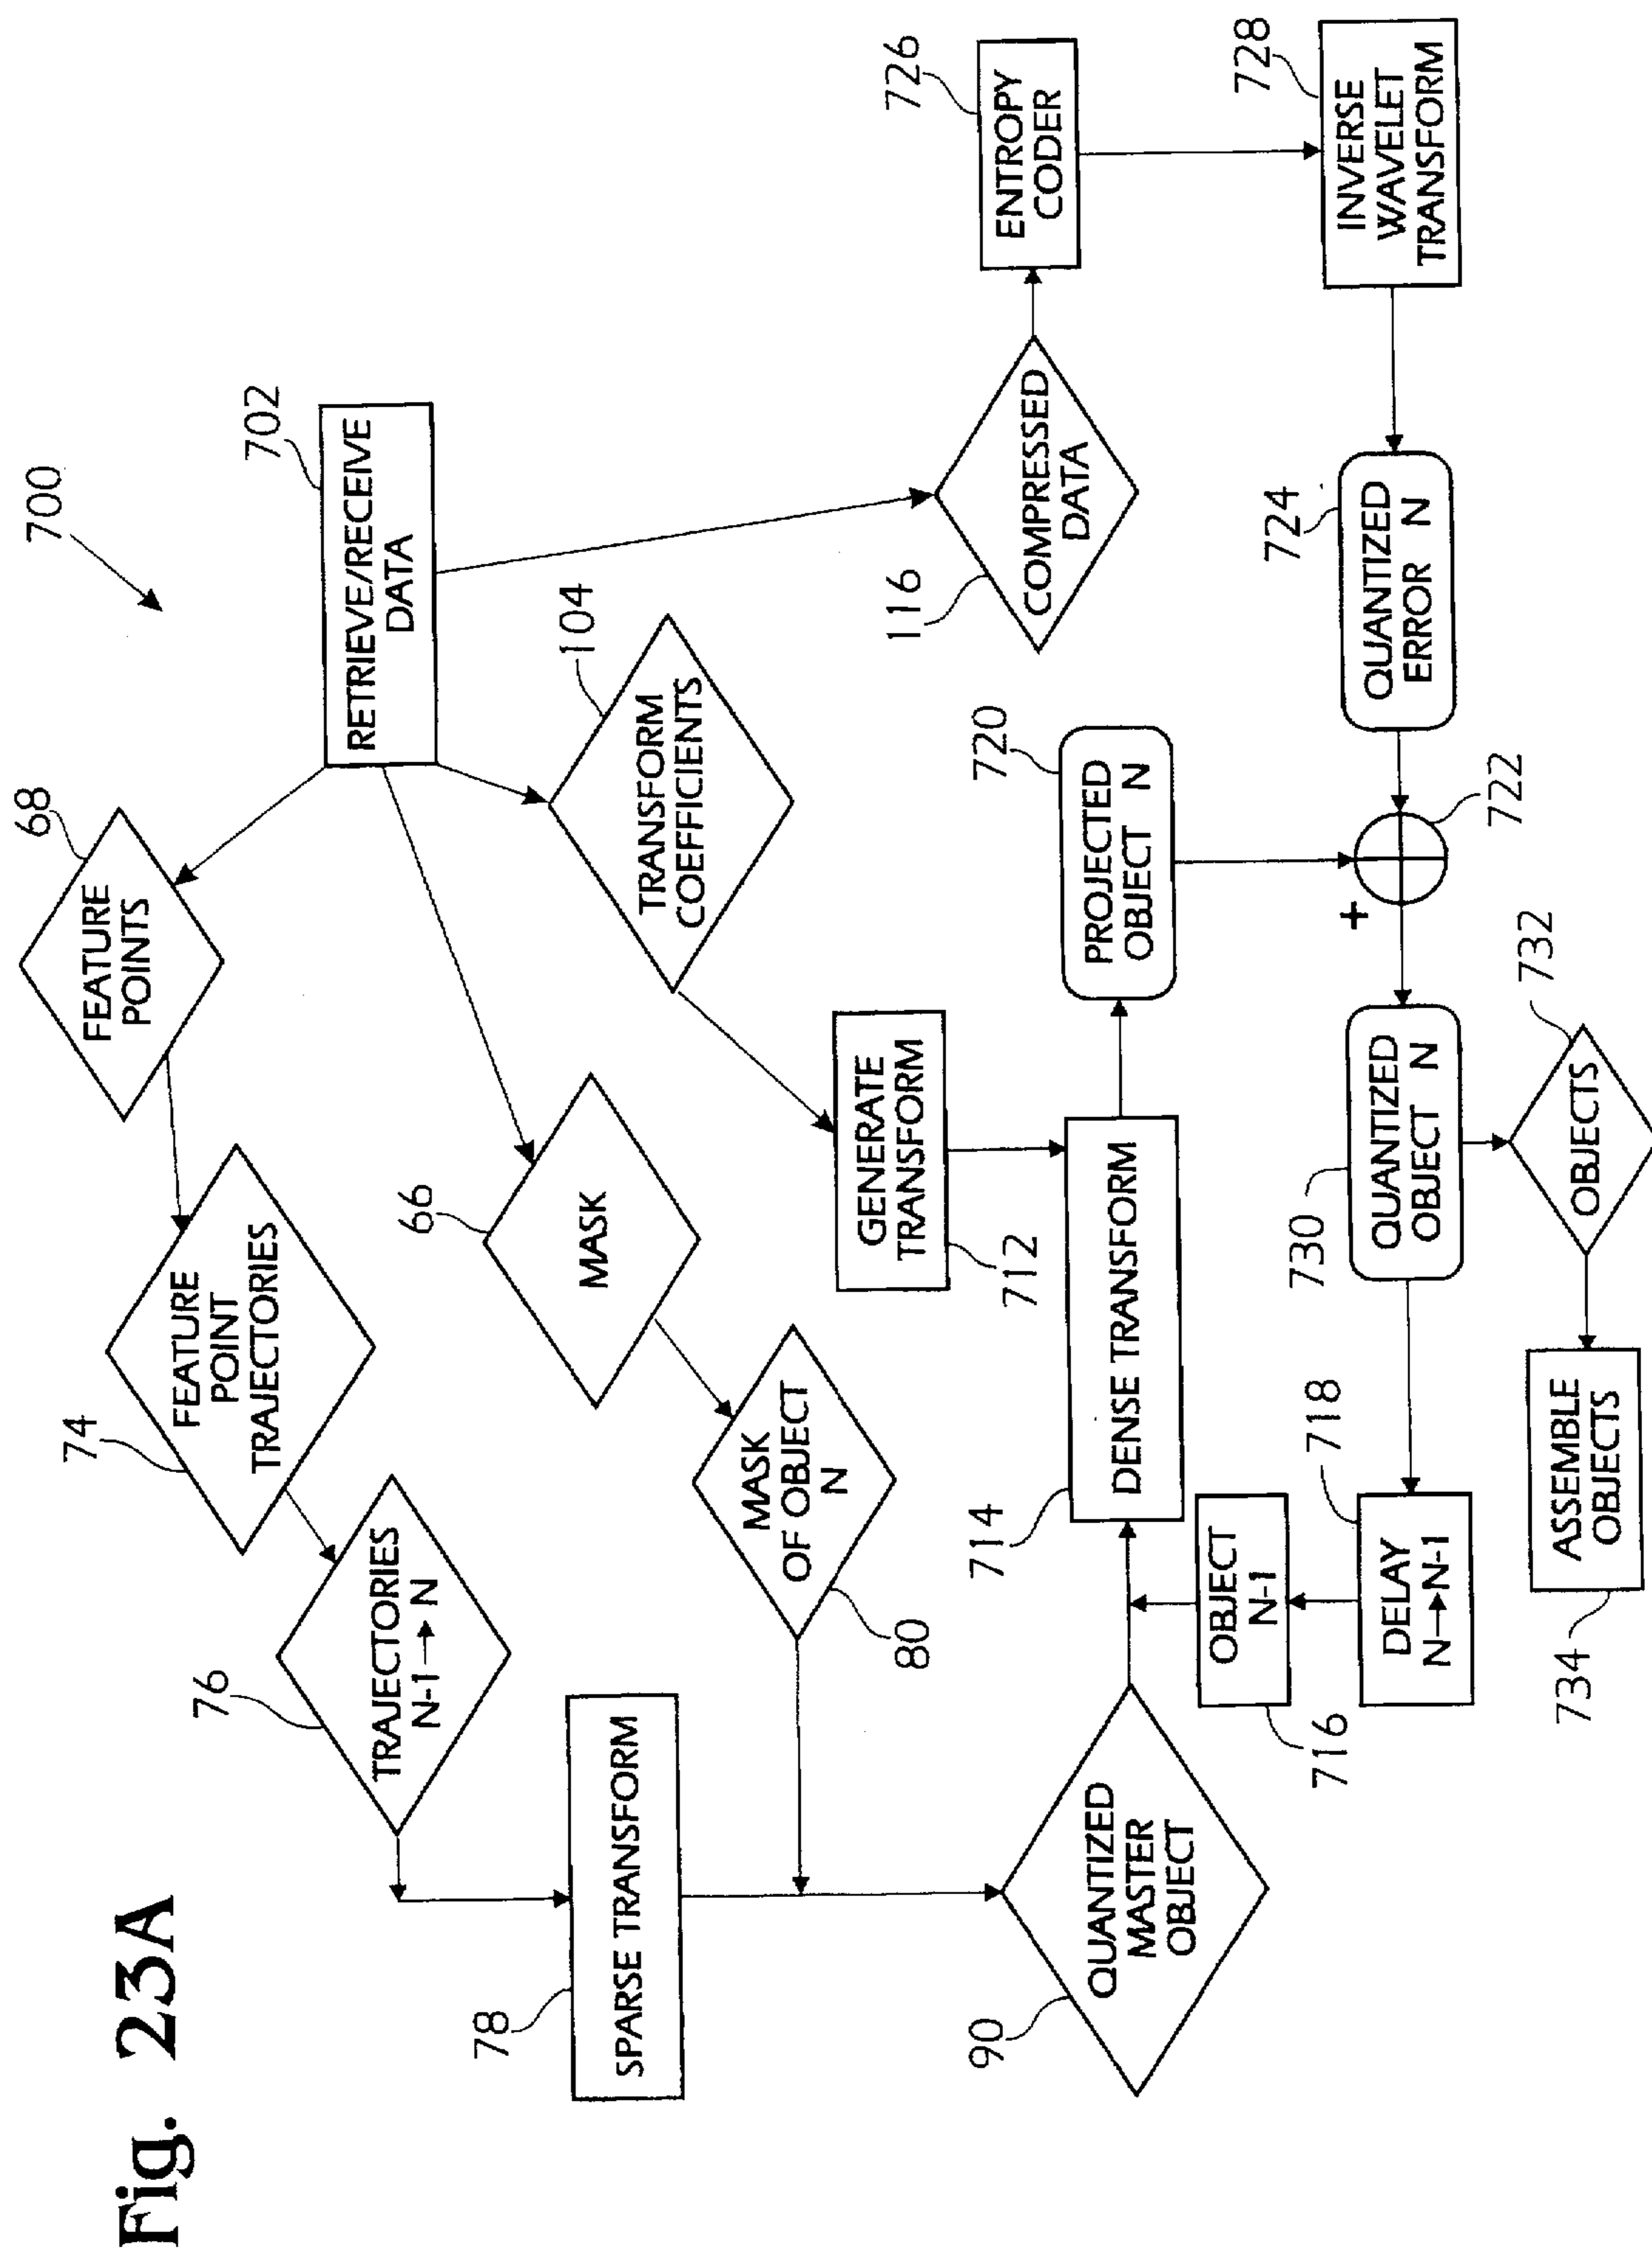 Fig. 23A
700
702
RETRIEVE/RECEIVE
DATA
68
FEATURE
POINTS
74
FEATURE
POINT
TRAJECTORIES
76
TRAJECTORIES
N-1→N
78
SPARSE TRANSFORM
66
MASK
80
MASK
OF OBJECT
N
104
TRANSFORM
COEFFICIENTS
GENERATE
TRANSFORM
712
90
QUANTIZED
MASTER
OBJECT
714
DENSE TRANSFORM
720
PROJECTED
OBJECT N
116
COMPRESSED
DATA
726
ENTROPY
CODER
728
INVERSE
WAVELET
TRANSFORM
724
QUANTIZED
ERROR N
+
722
730
QUANTIZED
OBJECT N
732
OBJECTS
718
DELAY
N→N-1
OBJECT
N-1
716
ASSEMBLE
OBJECTS
734